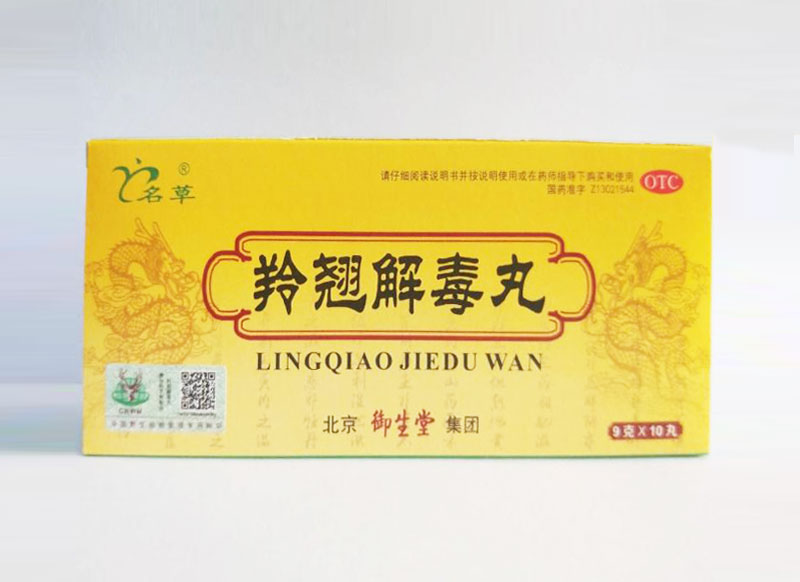 名草®
请仔细阅读说明书并按说明使用或在药师指导下购买和使用
国药准字 Z13021544
OTC
羚翘解毒丸
LINGQIAO JIEDU WAN
北京 御生堂 集团
9克X10丸